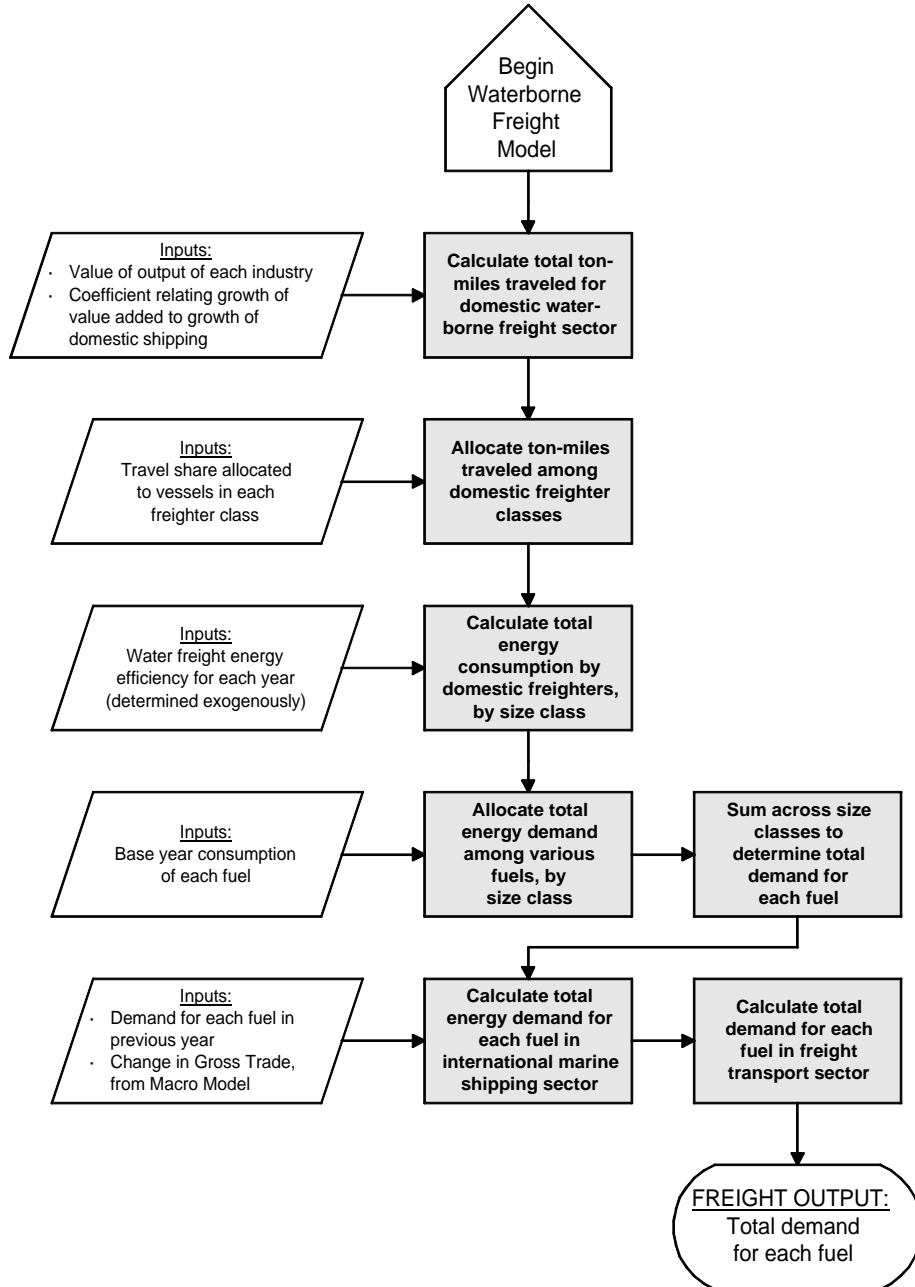 Begin
Waterborne
Freight
Model
Inputs:
· Value of output of each industry
· Coefficient relating growth of
value added to growth of
domestic shipping
Calculate total ton-
miles traveled for
domestic water-
borne freight sector
Inputs:
Travel share allocated
to vessels in each
freighter class
Allocate ton-miles
traveled among
domestic freighter
classes
Inputs:
Water freight energy
efficiency for each year
(determined exogenously)
Calculate total
energy
consumption by
domestic freighters,
by size class
Inputs:
Base year consumption
of each fuel
Allocate total
energy demand
among various
fuels, by
size class
Sum across size
classes to
determine total
demand for
each fuel
Inputs:
· Demand for each fuel in
previous year
· Change in Gross Trade,
from Macro Model
Calculate total
energy demand for
each fuel in
international marine
shipping sector
Calculate total
demand for each
fuel in freight
transport sector
FREIGHT OUTPUT:
Total demand
for each fuel